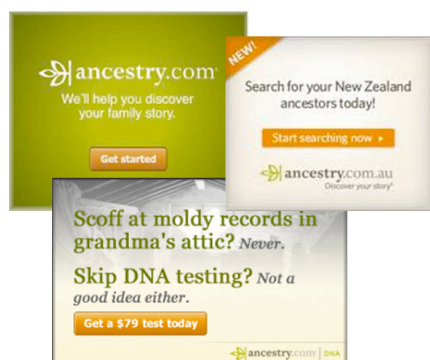 ancestry.com
We'll help you discover
your family story.
Get started
NEW!
Search for your New Zealand
ancestors today!
Start searching now
ancestry.com.au
Discover your story
Scoff at moldy records in
grandma's attic? Never.
Skip DNA testing? Not a
good idea either.
Get a $79 test today
ancestry.com | DNA